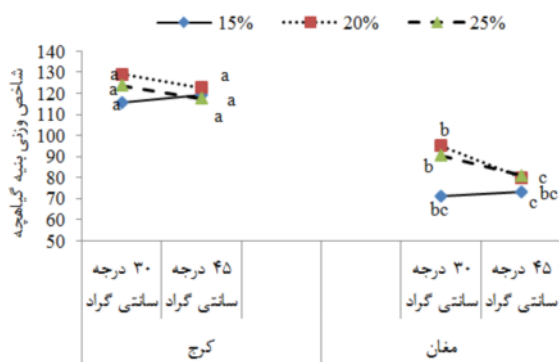 15% 20% 25%
شاخص وزنی بنیه گیاهچه
140
130
120
110
100
90
80
70
60
50
a
a
a
a
a
a
b
b
bc
c
bc
c
۳۰ درجه سانتی گراد
۴۵ درجه سانتی گراد
۳۰ درجه سانتی گراد
۴۵ درجه سانتی گراد
کرج
مغان